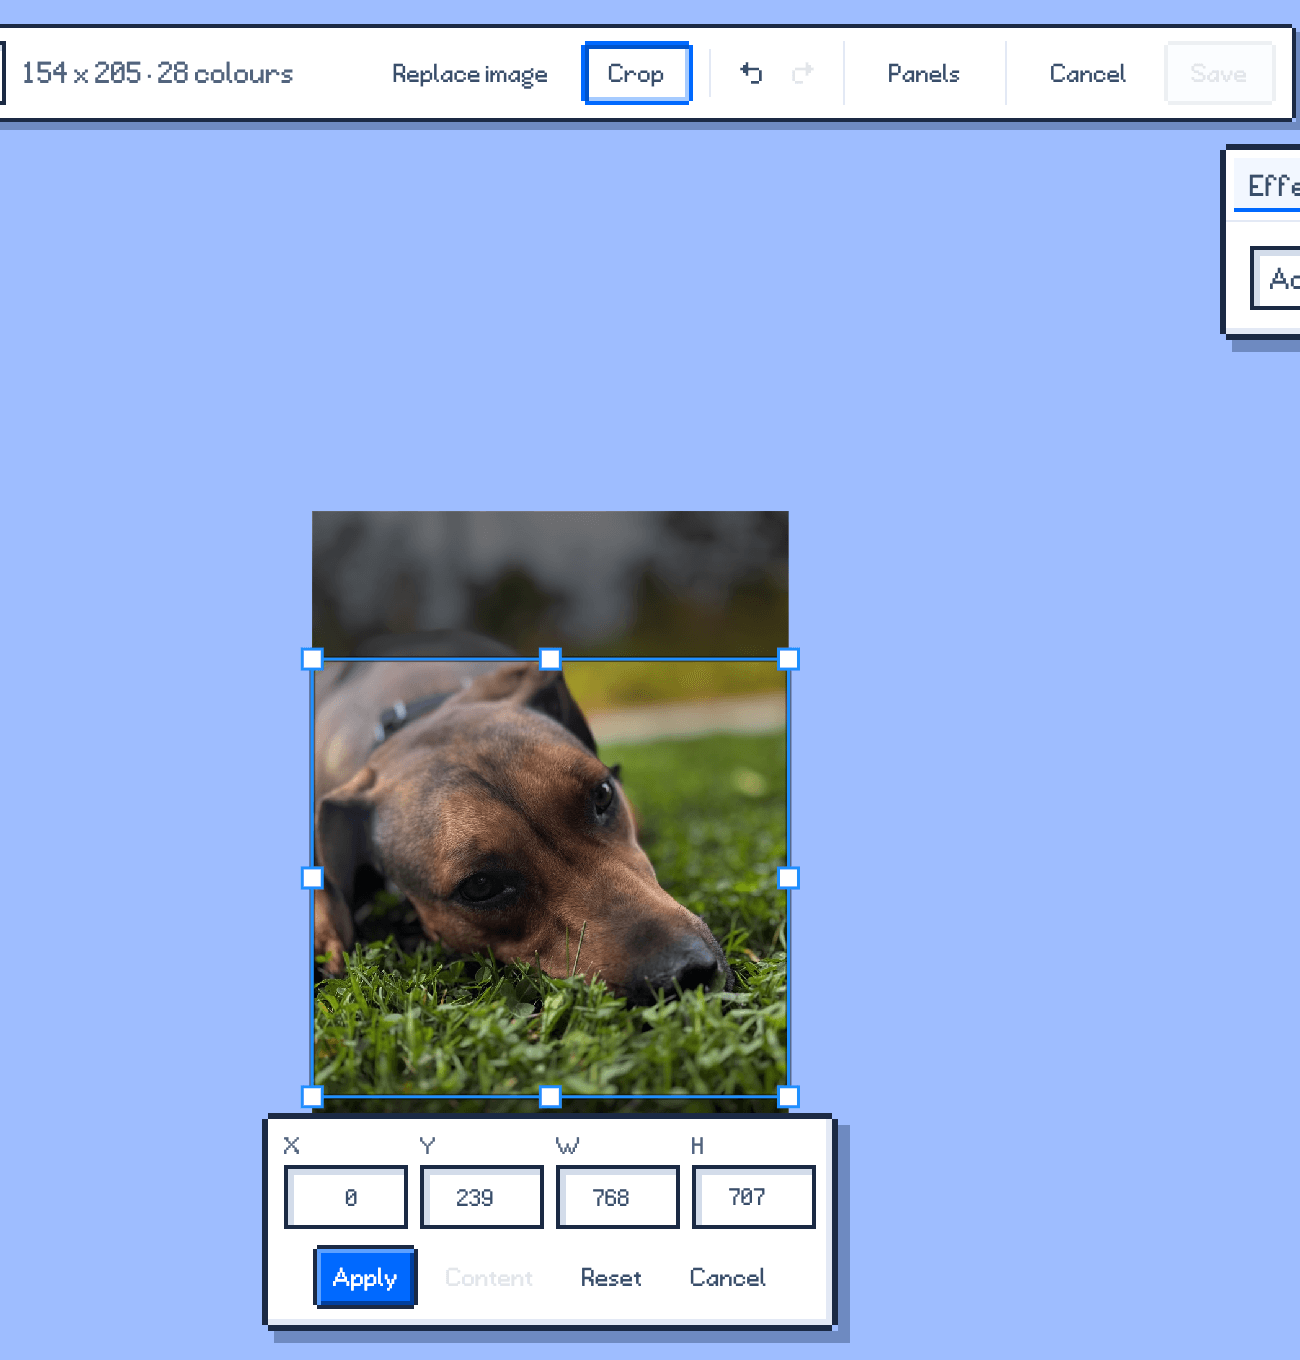 154 x 205 · 28 colours
Replace image
Crop
Panels
Cancel
Save
X
Y
W
H
0
239
768
707
Apply
Content
Reset
Cancel